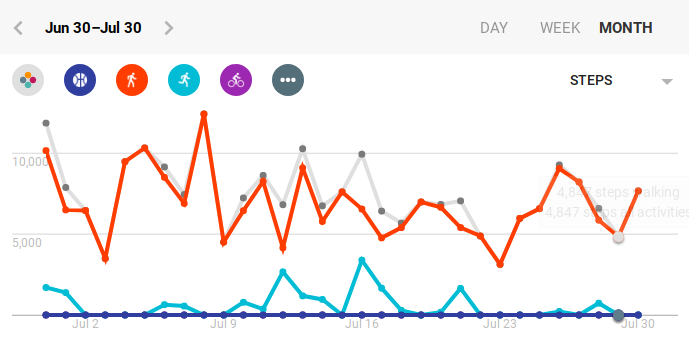 Jun 30–Jul 30
DAY WEEK MONTH
STEPS
10,000
4,847 steps walking
4,847 steps all activities
5,000
Jul 2 Jul 9 Jul 16 Jul 23 Jul 30